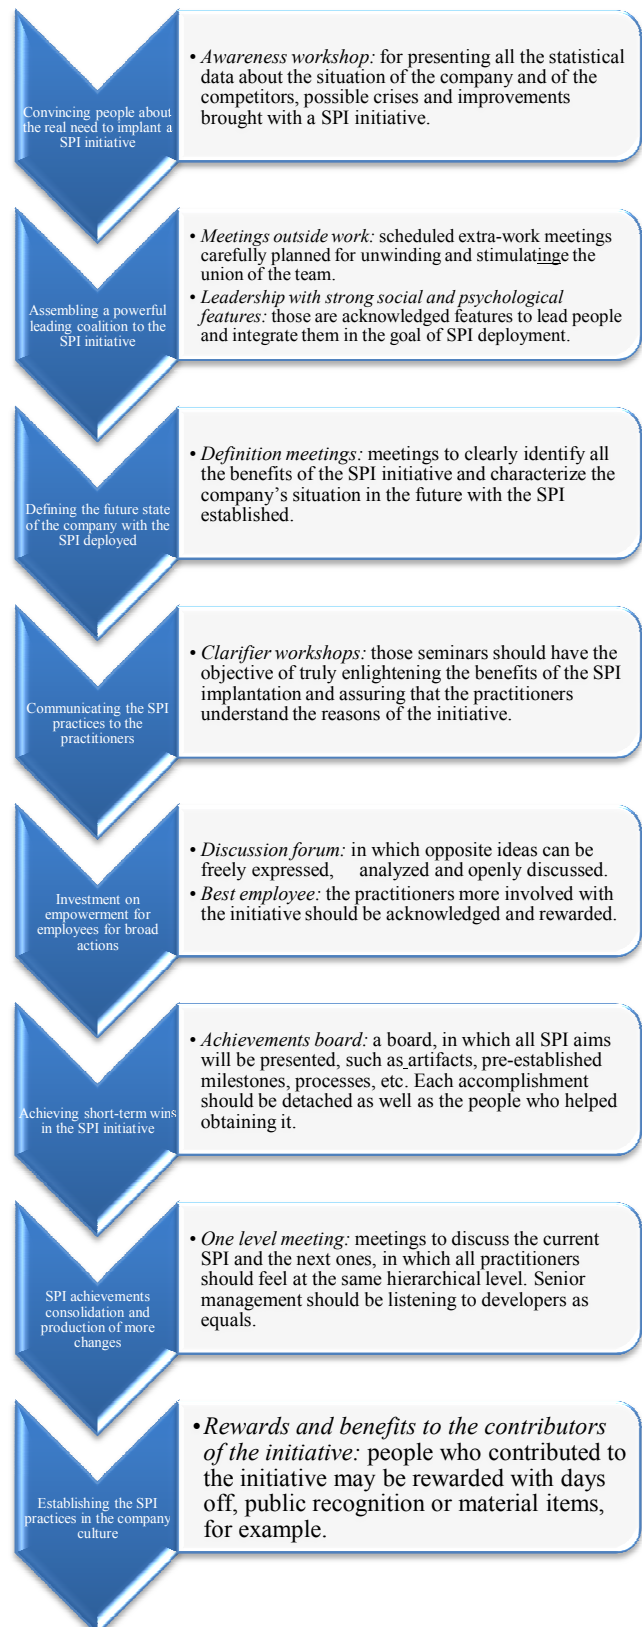 Convincing people about
the real need to implant a
SPI initiative
• Awareness workshop: for presenting all the statistical
data about the situation of the company and of the
competitors, possible crises and improvements
brought with a SPI initiative.
Assembling a powerful
leading coalition to the
SPI initiative
• Meetings outside work: scheduled extra-work meetings
carefully planned for unwinding and stimulatinge the
union of the team.
• Leadership with strong social and psychological
features: those are acknowledged features to lead people
and integrate them in the goal of SPI deployment.
Defining the future state
of the company with the
SPI deployed
• Definition meetings: meetings to clearly identify all
the benefits of the SPI initiative and characterize the
company's situation in the future with the SPI
established.
Communicating the SPI
practices to the
practitioners
• Clarifier workshops: those seminars should have the
objective of truly enlightening the benefits of the SPI
implantation and assuring that the practitioners
understand the reasons of the initiative.
Investment on
empowerment for
employees for broad
actions
• Discussion forum: in which opposite ideas can be
freely expressed, analyzed and openly discussed.
• Best employee: the practitioners more involved with
the initiative should be acknowledged and rewarded.
Achieving short-term wins
in the SPI initiative
• Achievements board: a board, in which all SPI aims
will be presented, such as artifacts, pre-established
milestones, processes, etc. Each accomplishment
should be detached as well as the people who helped
obtaining it.
SPI achievements
consolidation and
production of more
changes
• One level meeting: meetings to discuss the current
SPI and the next ones, in which all practitioners
should feel at the same hierarchical level. Senior
management should be listening to developers as
equals.
Establishing the SPI
practices in the company
culture
• Rewards and benefits to the contributors
of the initiative: people who contributed to
the initiative may be rewarded with days
off, public recognition or material items,
for example.